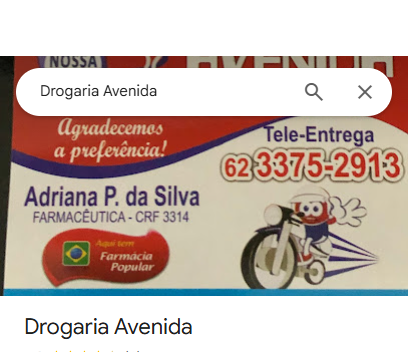 NOSSA
AVENIDA
Drogaria Avenida
Agradecemos
a preferência!
Tele-Entrega
62 3375-2913
Adriana P. da Silva
FARMACÊUTICA - CRF 3314
Aqui tem
Farmácia
Popular
Drogaria Avenida